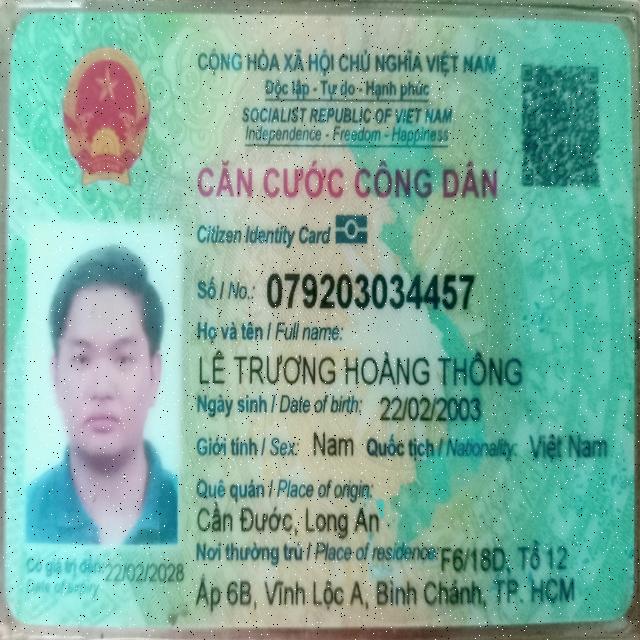 CỘNG HÒA XÃ HỘI CHỦ NGHĨA VIỆT NAM
Độc lập - Tự do - Hạnh phúc
SOCIALIST REPUBLIC OF VIET NAM
Independence - Freedom - Happiness
CĂN CƯỚC CÔNG DÂN
Citizen Identity Card
Số / No.: 079203034457
Họ và tên / Full name:
LÊ TRƯƠNG HOÀNG THÔNG
Ngày sinh / Date of birth: 22/02/2003
Giới tính / Sex: Nam Quốc tịch / Nationality: Việt Nam
Quê quán / Place of origin:
Cần Đước, Long An
Nơi thường trú / Place of residence: F6/18D, Tổ 12
Ấp 6B, Vĩnh Lộc A, Bình Chánh, TP. HCM
Có giá trị đến: 22/02/2028
Date of expiry